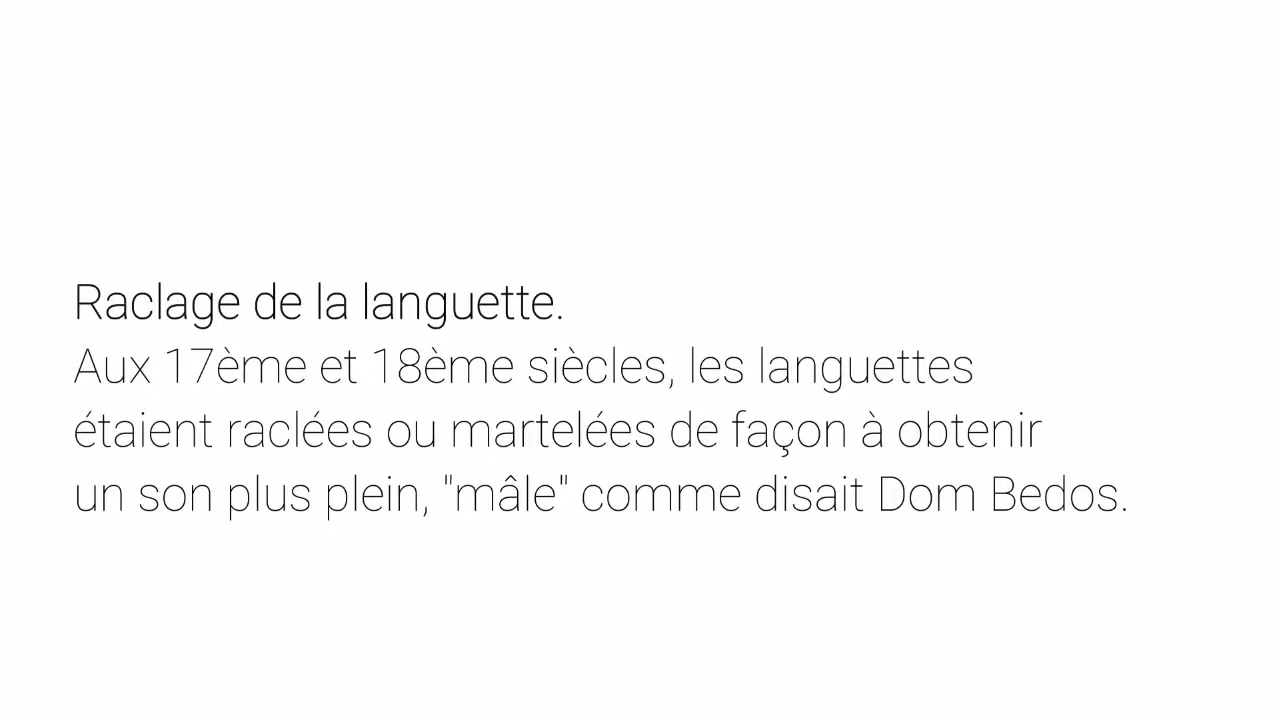 Raclage de la languette.
Aux 17ème et 18ème siècles, les languettes
étaient raclées ou martelées de façon à obtenir
un son plus plein, "mâle" comme disait Dom Bedos.